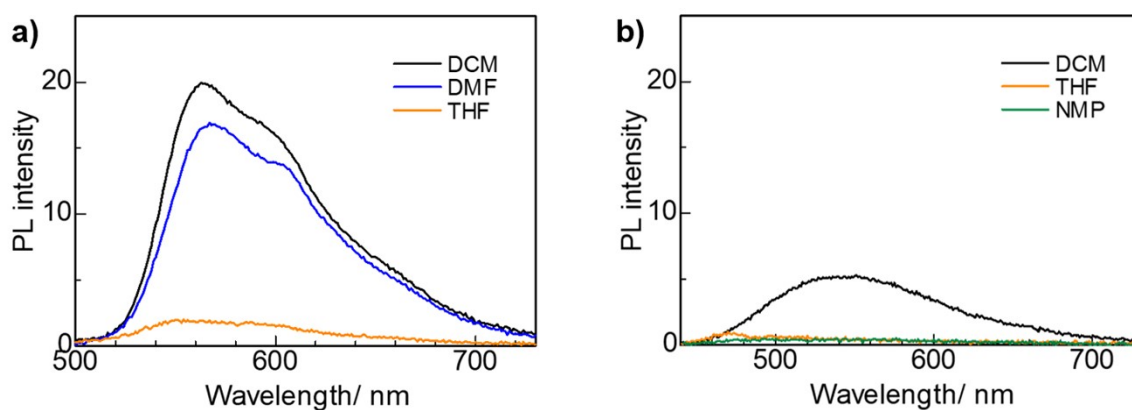 a)
DCM
DMF
THF
20
10
0
PL intensity
500
600
700
Wavelength/ nm
b)
DCM
THF
NMP
20
10
0
PL intensity
500
600
700
Wavelength/ nm